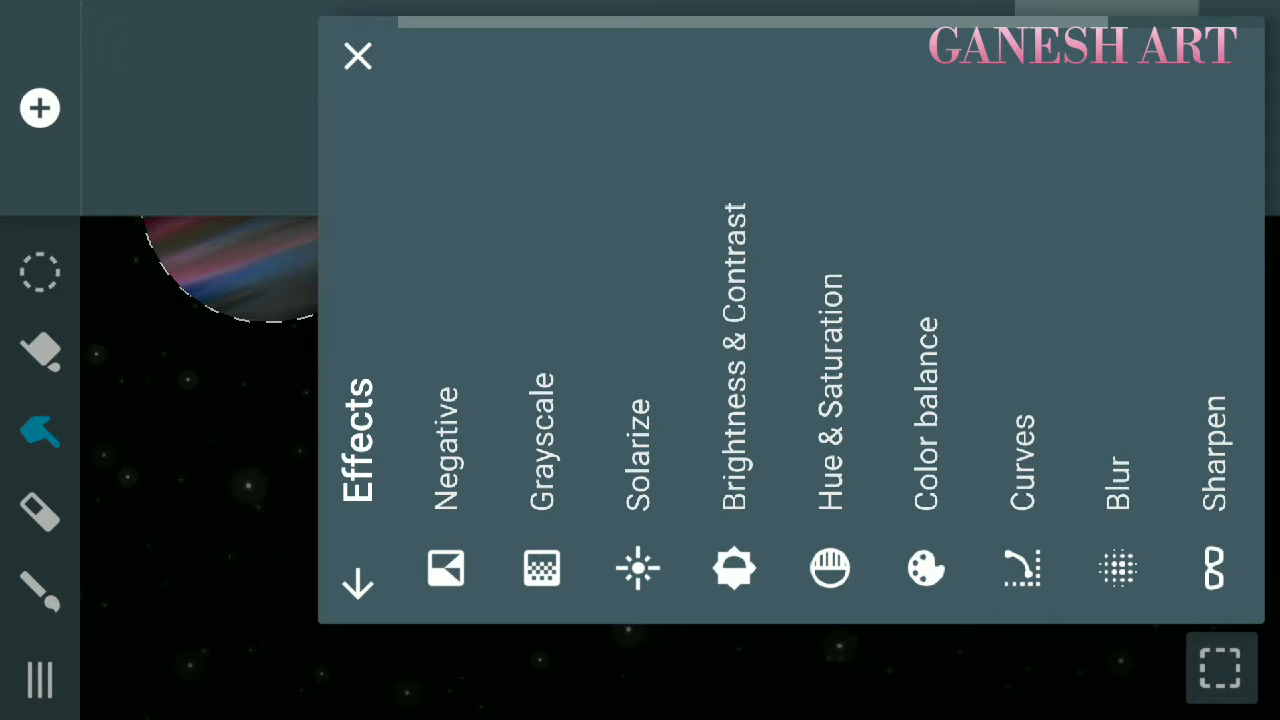 GANESH ART
Effects
Negative
Grayscale
Solarize
Brightness & Contrast
Hue & Saturation
Color balance
Curves
Blur
Sharpen